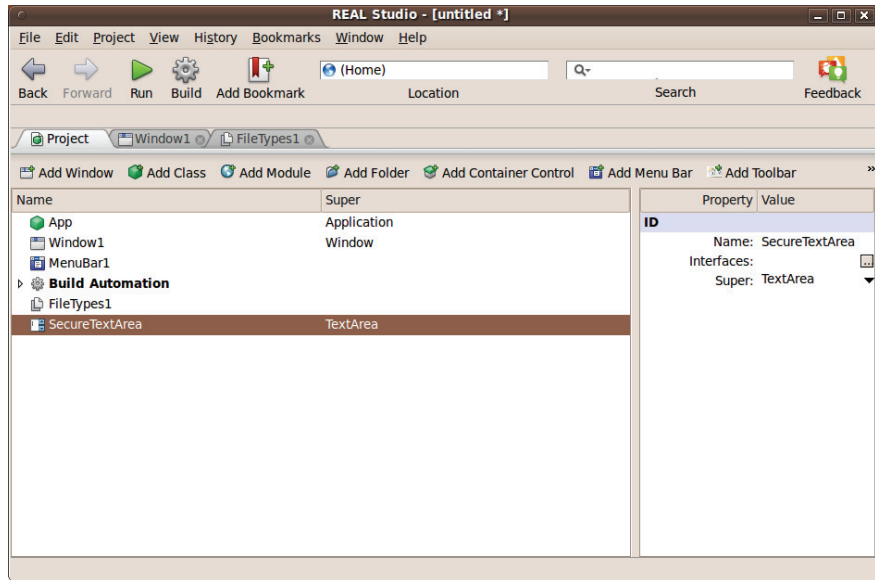 REAL Studio - [untitled *]
File Edit Project View History Bookmarks Window Help
(Home)
Back Forward Run Build Add Bookmark Location Search Feedback
Project Window1 FileTypes1
Add Window Add Class Add Module Add Folder Add Container Control Add Menu Bar Add Toolbar »
Name Super Property Value
App Application ID
Window1 Window Name: SecureTextArea
MenuBar1 Interfaces: ...
Build Automation Super: TextArea
FileTypes1
SecureTextArea TextArea